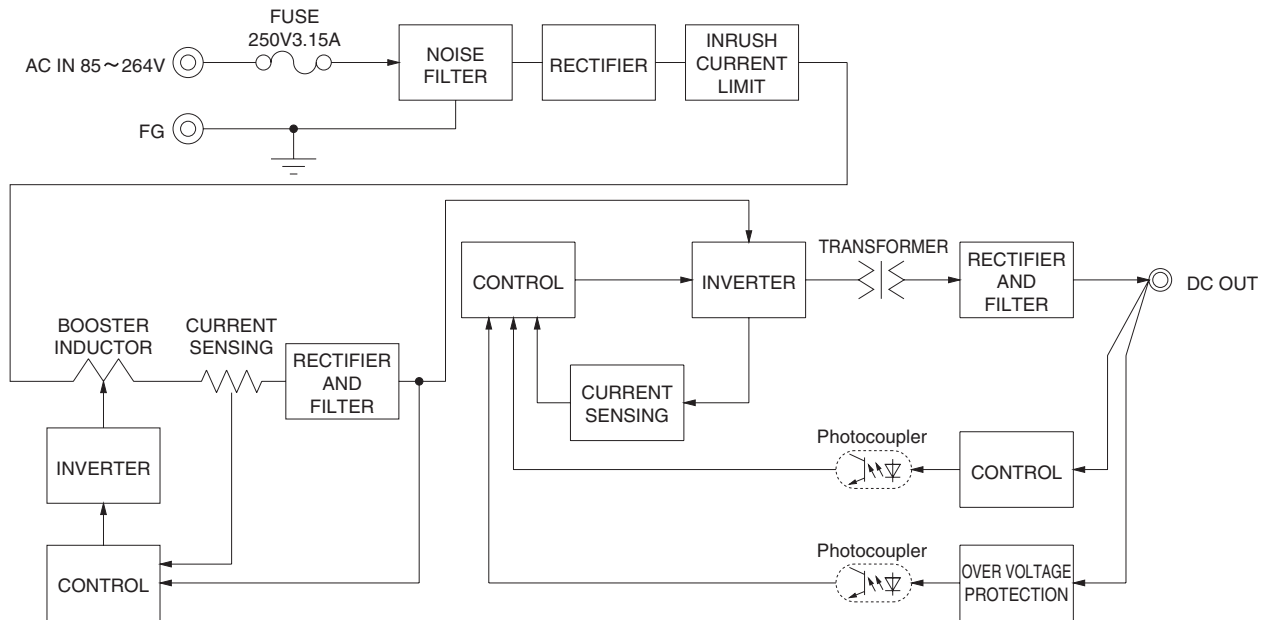 FUSE
250V3.15A
AC IN 85～264V
NOISE
FILTER
RECTIFIER
INRUSH
CURRENT
LIMIT
FG
TRANSFORMER
CONTROL
INVERTER
RECTIFIER
AND
FILTER
DC OUT
BOOSTER
INDUCTOR
CURRENT
SENSING
RECTIFIER
AND
FILTER
CURRENT
SENSING
Photocoupler
INVERTER
CONTROL
Photocoupler
CONTROL
OVER VOLTAGE
PROTECTION